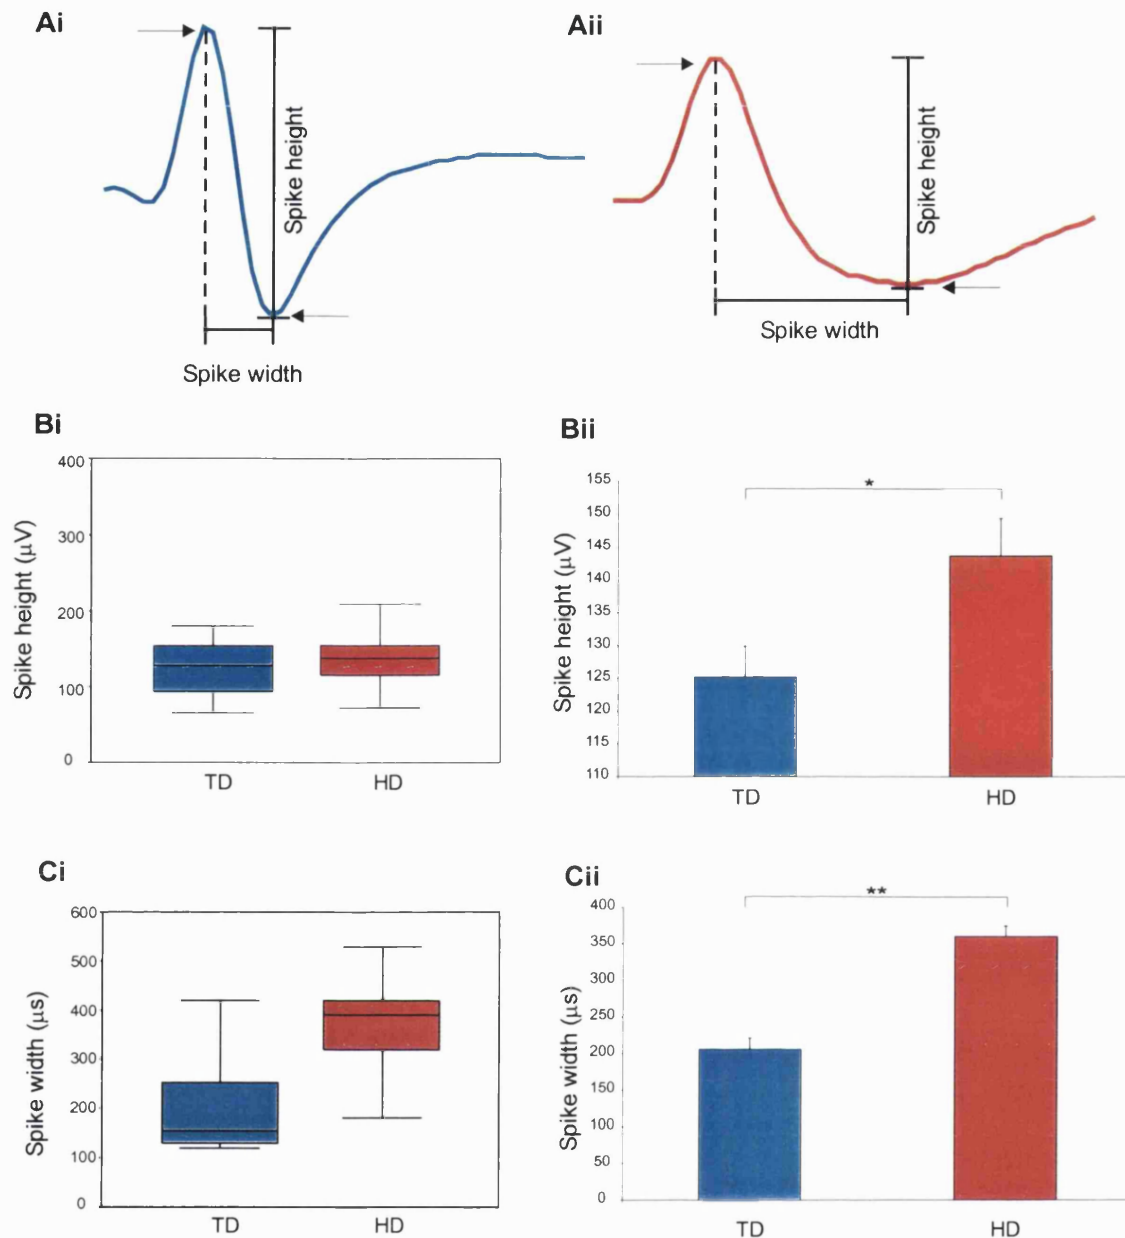 Ai
Aii
Spike height
Spike height
Spike width
Spike width
Bi
Bii
Spike height (μV)
400
300
200
100
0
TD HD
Spike height (μV)
155
150
145
140
135
130
125
120
115
110
*
TD HD
Ci
Cii
Spike width (μs)
600
500
400
300
200
100
0
TD HD
Spike width (μs)
400
350
300
250
200
150
100
50
0
**
TD HD